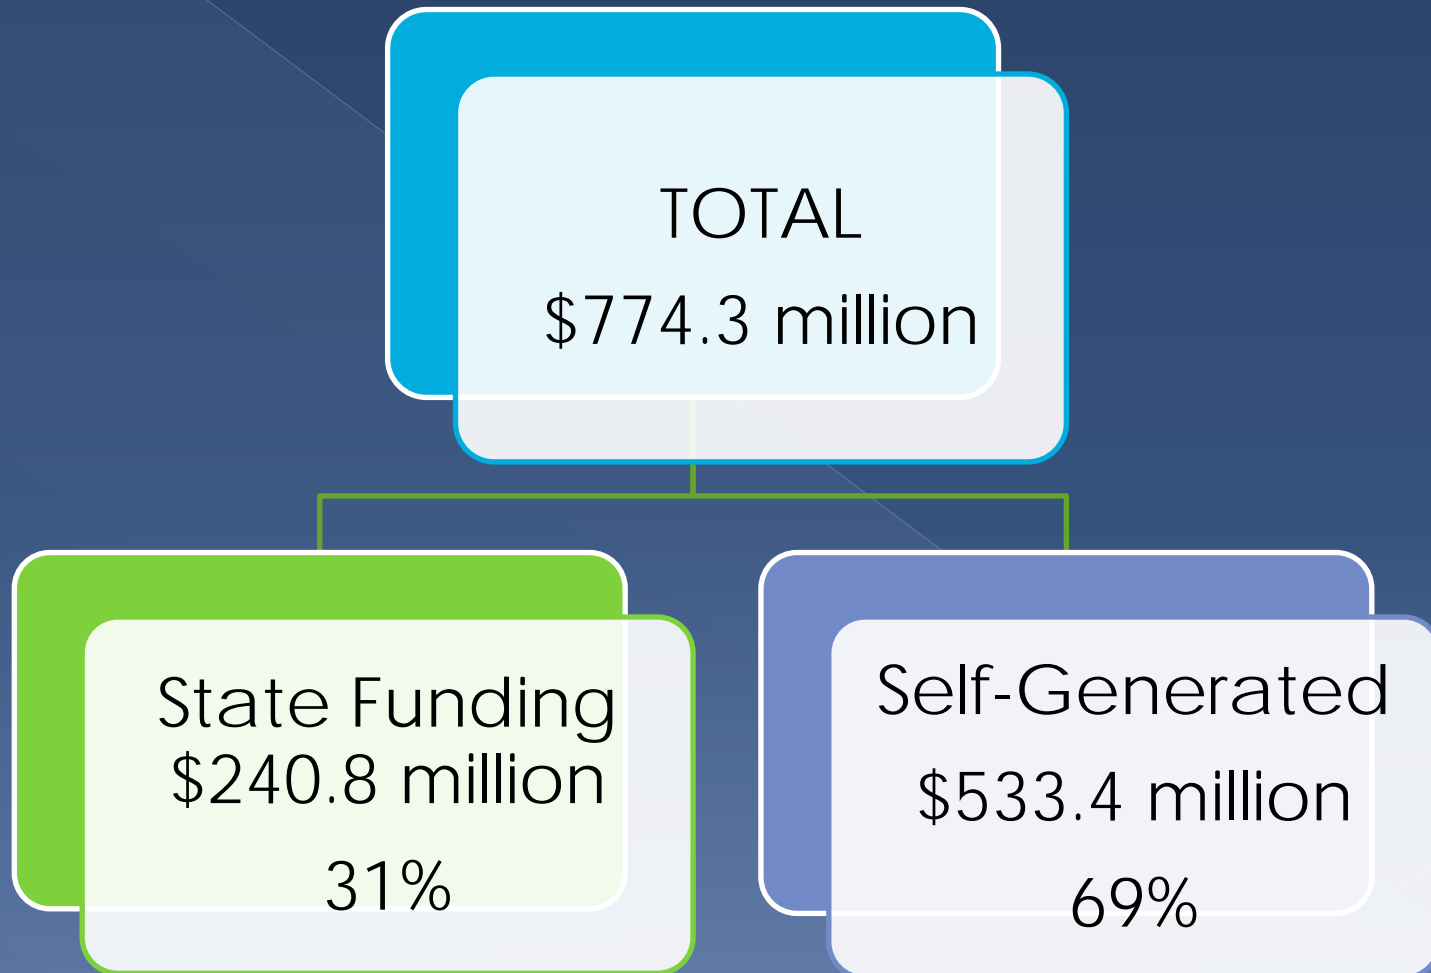 TOTAL
$774.3 million
State Funding
$240.8 million
31%
Self-Generated
$533.4 million
69%